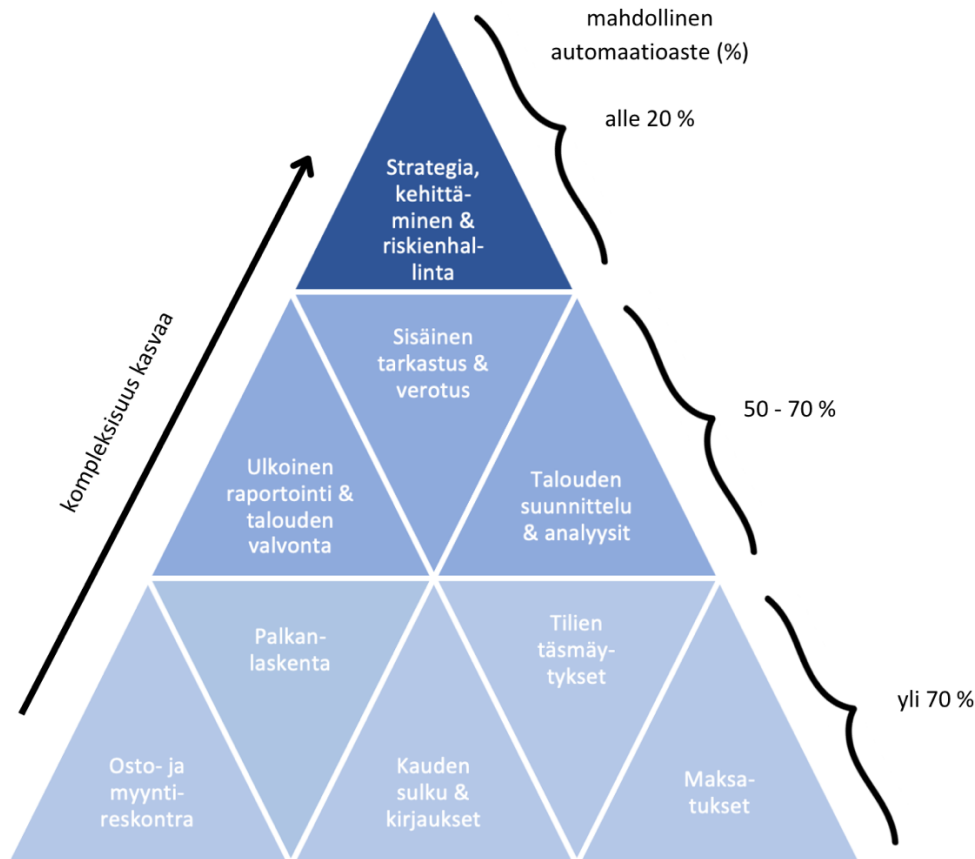 mahdollinen
automaatioaste (%)
alle 20 %
Strategia,
kehittä-
minen &
riskienhal-
linta
kompleksisuus kasvaa
Sisäinen
tarkastus &
verotus
50 - 70 %
Ulkoinen
raportointi &
talouden
valvonta
Talouden
suunnittelu
& analyysit
Palkan-
laskenta
Tilien
täsmäy-
tykset
yli 70 %
Osto- ja
myynti-
reskontra
Kauden
sulku &
kirjaukset
Maksa-
tukset